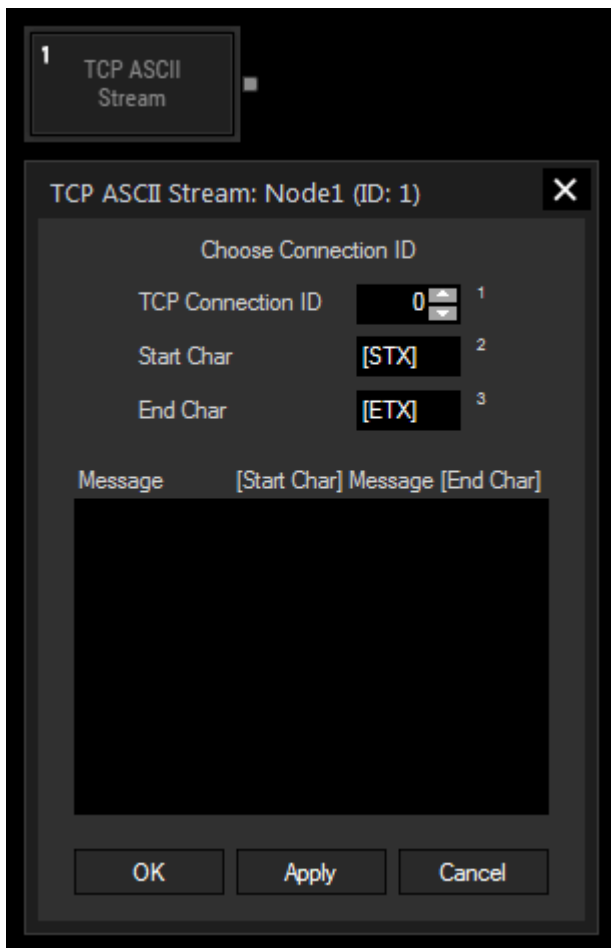 1
TCP ASCII
Stream
TCP ASCII Stream: Node1 (ID: 1)
Choose Connection ID
TCP Connection ID 0 1
Start Char [STX] 2
End Char [ETX] 3
Message [Start Char] Message [End Char]
OK Apply Cancel